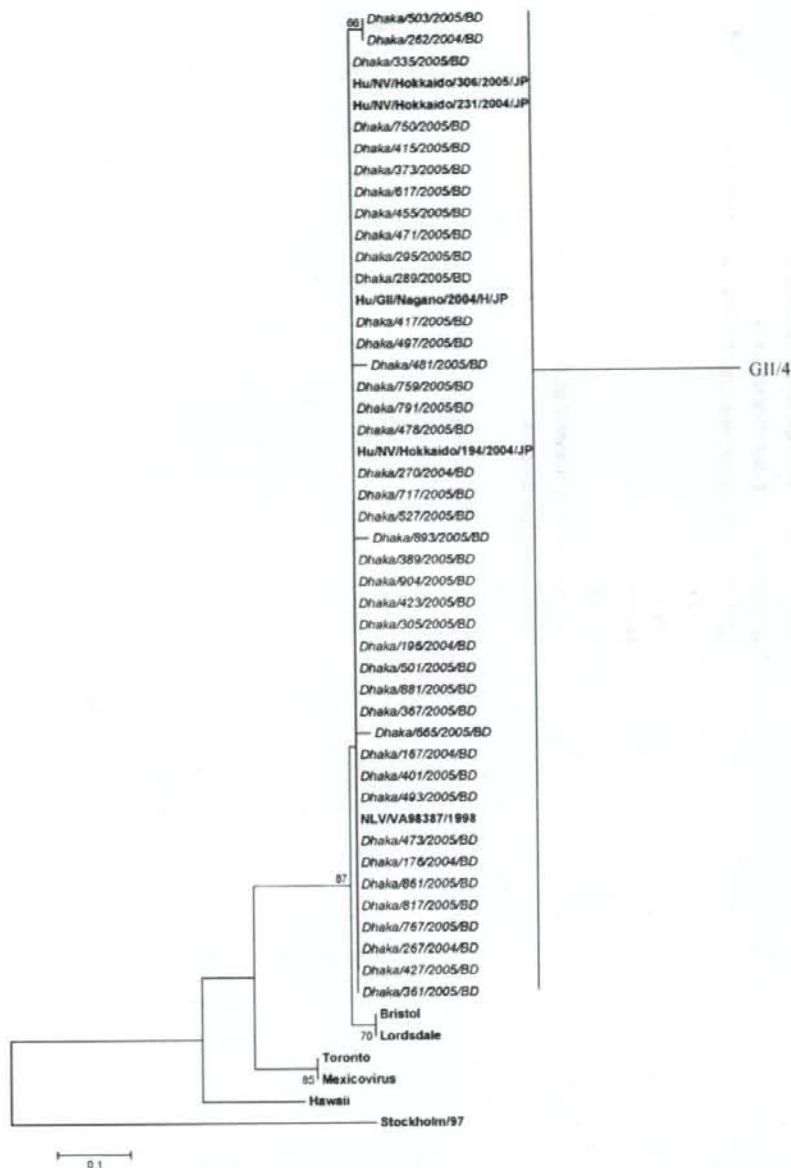 66
Dhaka/503/2005/BD
Dhaka/262/2004/BD
Dhaka/335/2005/BD
Hu/NV/Hokkaido/306/2005/JP
Hu/NV/Hokkaido/231/2004/JP
Dhaka/750/2005/BD
Dhaka/415/2005/BD
Dhaka/373/2005/BD
Dhaka/617/2005/BD
Dhaka/455/2005/BD
Dhaka/471/2005/BD
Dhaka/295/2005/BD
Dhaka/289/2005/BD
Hu/GII/Nagano/2004/H/JP
Dhaka/417/2005/BD
Dhaka/497/2005/BD
Dhaka/481/2005/BD
GII/4
Dhaka/759/2005/BD
Dhaka/791/2005/BD
Dhaka/478/2005/BD
Hu/NV/Hokkaido/194/2004/JP
Dhaka/270/2004/BD
Dhaka/717/2005/BD
Dhaka/527/2005/BD
Dhaka/893/2005/BD
Dhaka/389/2005/BD
Dhaka/904/2005/BD
Dhaka/423/2005/BD
Dhaka/305/2005/BD
Dhaka/196/2004/BD
Dhaka/501/2005/BD
Dhaka/881/2005/BD
Dhaka/367/2005/BD
Dhaka/665/2005/BD
Dhaka/167/2004/BD
Dhaka/401/2005/BD
Dhaka/493/2005/BD
NLV/VA98387/1998
Dhaka/473/2005/BD
Dhaka/176/2004/BD
87
Dhaka/861/2005/BD
Dhaka/817/2005/BD
Dhaka/767/2005/BD
Dhaka/267/2004/BD
Dhaka/427/2005/BD
Dhaka/361/2005/BD
Bristol
70
Lordsdale
Toronto
85
Mexicovirus
Hawaii
Stockholm/97
0.1